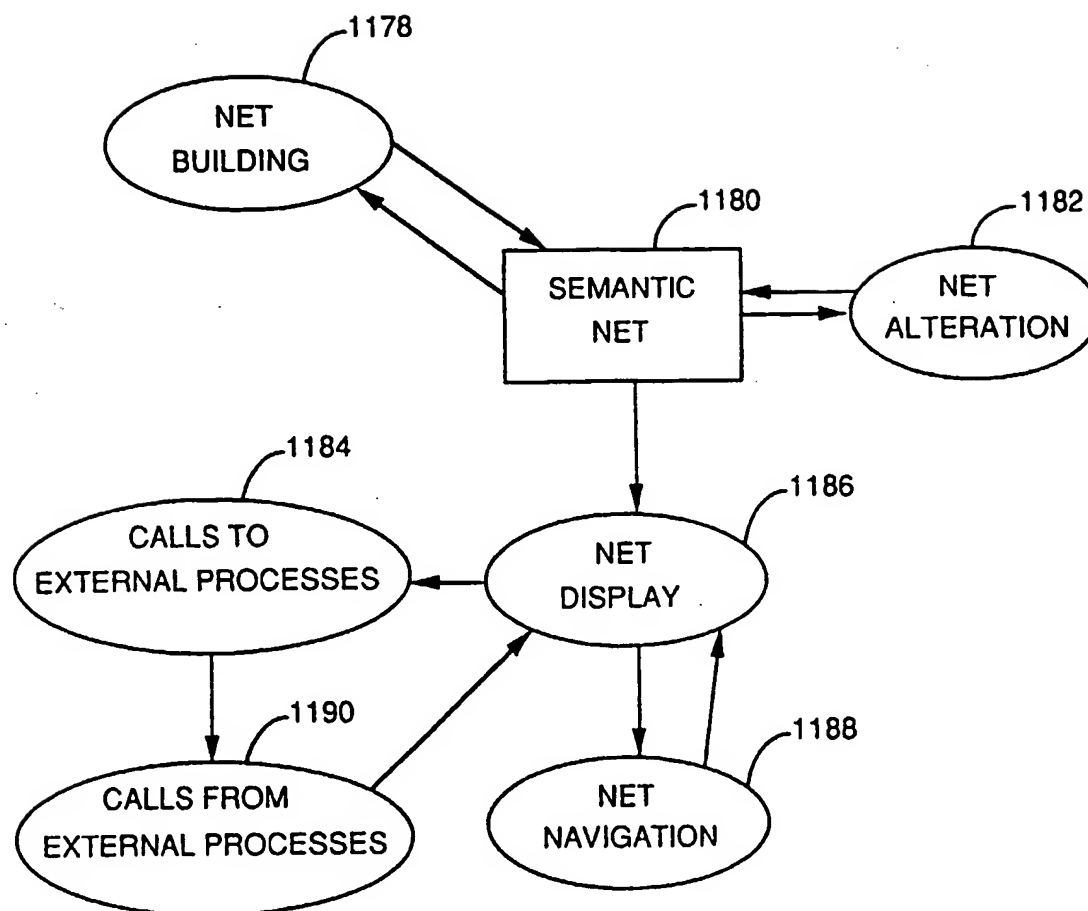 1178
NET
BUILDING
1180
SEMANTIC
NET
1182
NET
ALTERATION
1184
CALLS TO
EXTERNAL PROCESSES
1186
NET
DISPLAY
1190
CALLS FROM
EXTERNAL PROCESSES
1188
NET
NAVIGATION